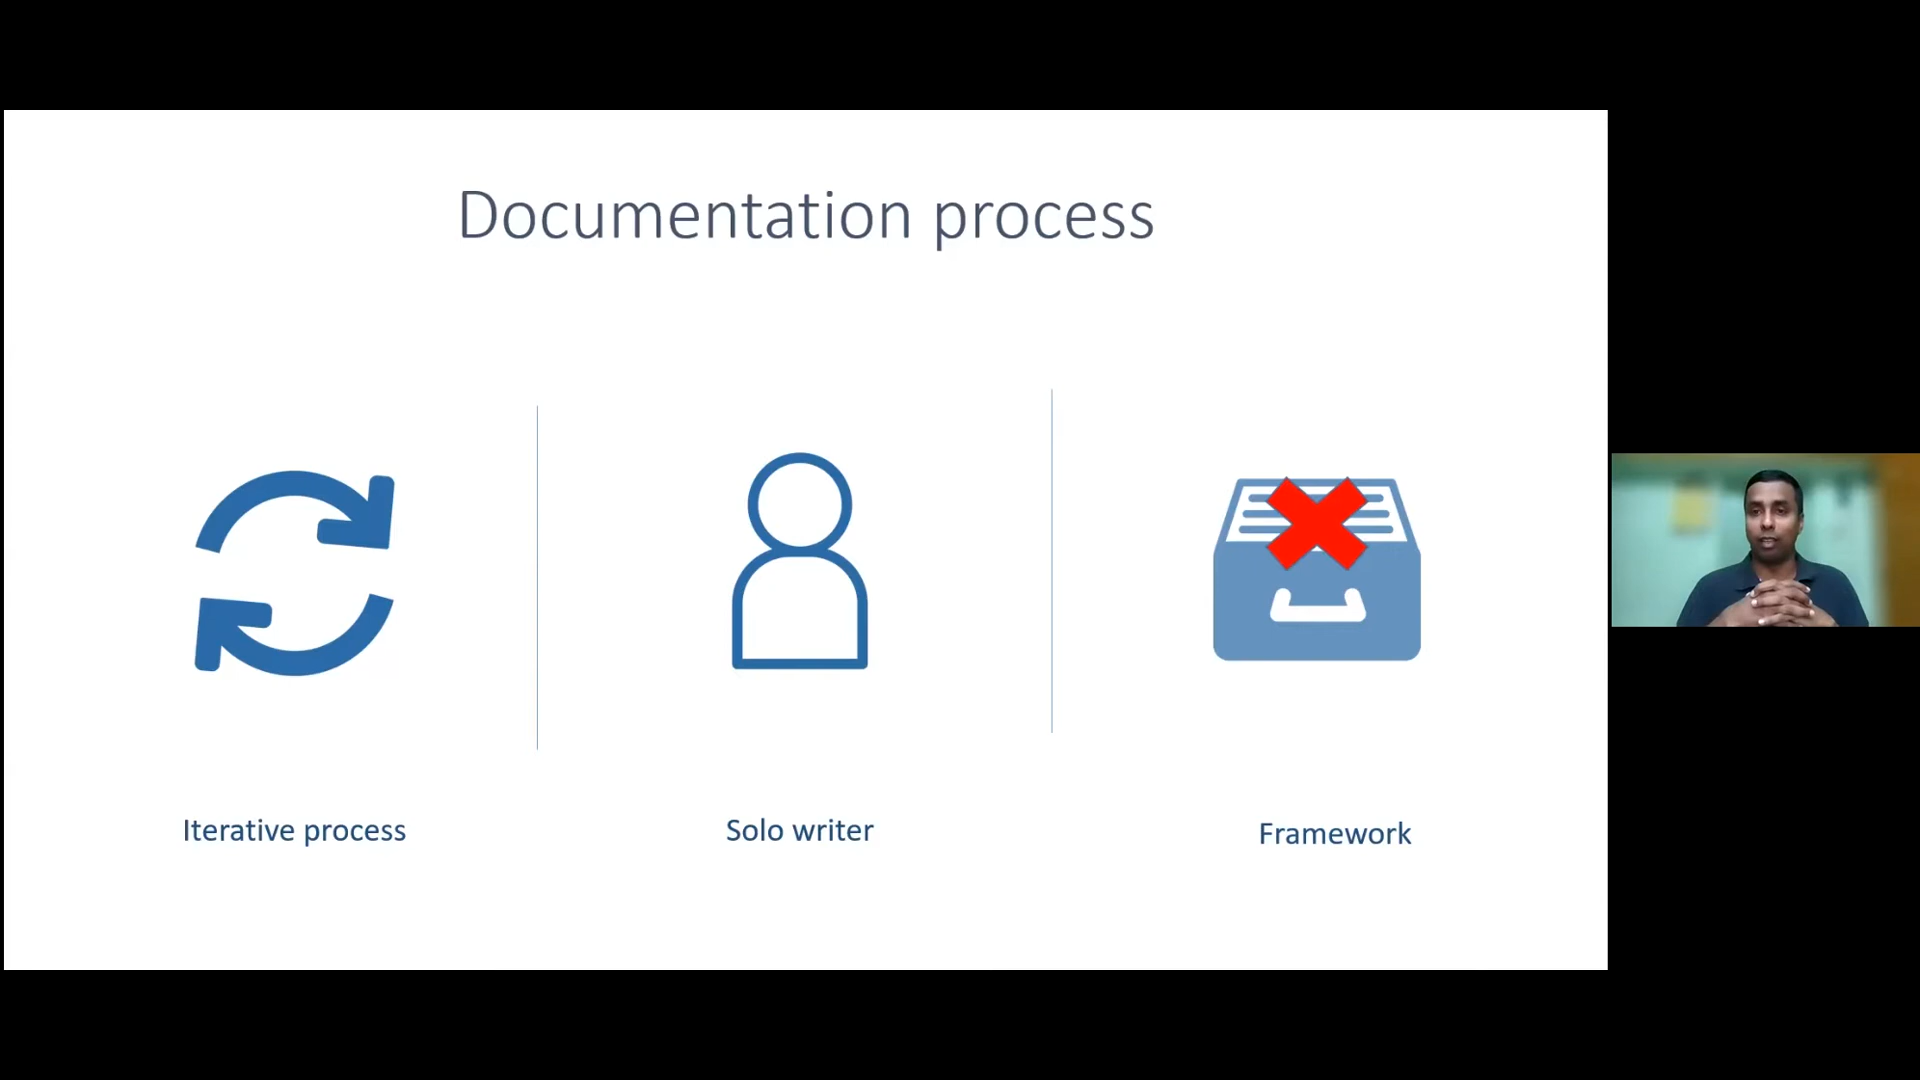 Documentation process
Iterative process
Solo writer
Framework